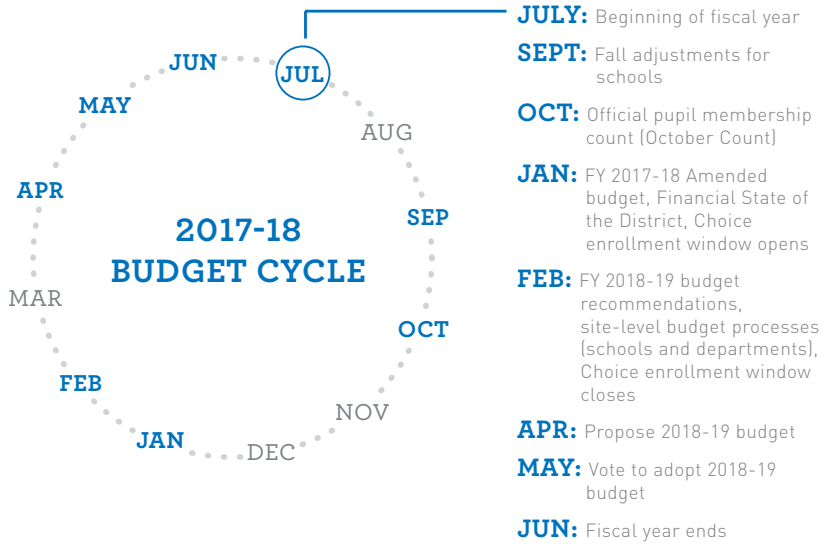 JUN
JUL
MAY
AUG
APR
SEP
2017-18
BUDGET CYCLE
MAR
OCT
FEB
NOV
JAN
DEC
JULY: Beginning of fiscal year
SEPT: Fall adjustments for
schools
OCT: Official pupil membership
count (October Count)
JAN: FY 2017-18 Amended
budget, Financial State of
the District, Choice
enrollment window opens
FEB: FY 2018-19 budget
recommendations,
site-level budget processes
(schools and departments),
Choice enrollment window
closes
APR: Propose 2018-19 budget
MAY: Vote to adopt 2018-19
budget
JUN: Fiscal year ends